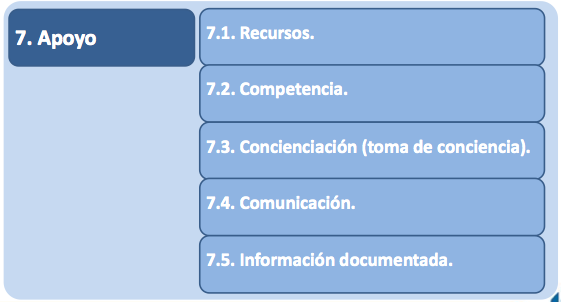 7. Apoyo
7.1. Recursos.
7.2. Competencia.
7.3. Concienciación (toma de conciencia).
7.4. Comunicación.
7.5. Información documentada.